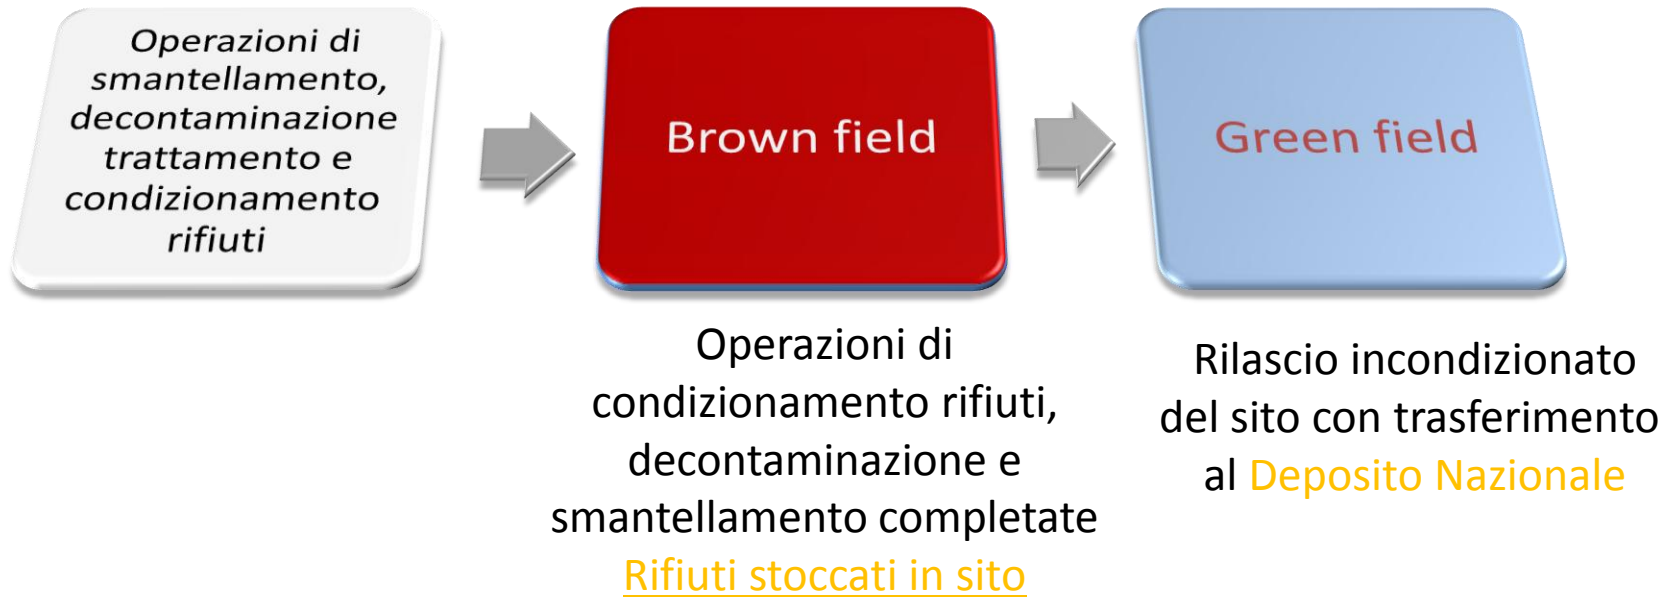 Operazioni di
smantellamento,
decontaminazione
trattamento e
condizionamento
rifiuti
Brown field
Green field
Operazioni di
condizionamento rifiuti,
decontaminazione e
smantellamento completate
Rifiuti stoccati in sito
Rilascio incondizionato
del sito con trasferimento
al Deposito Nazionale